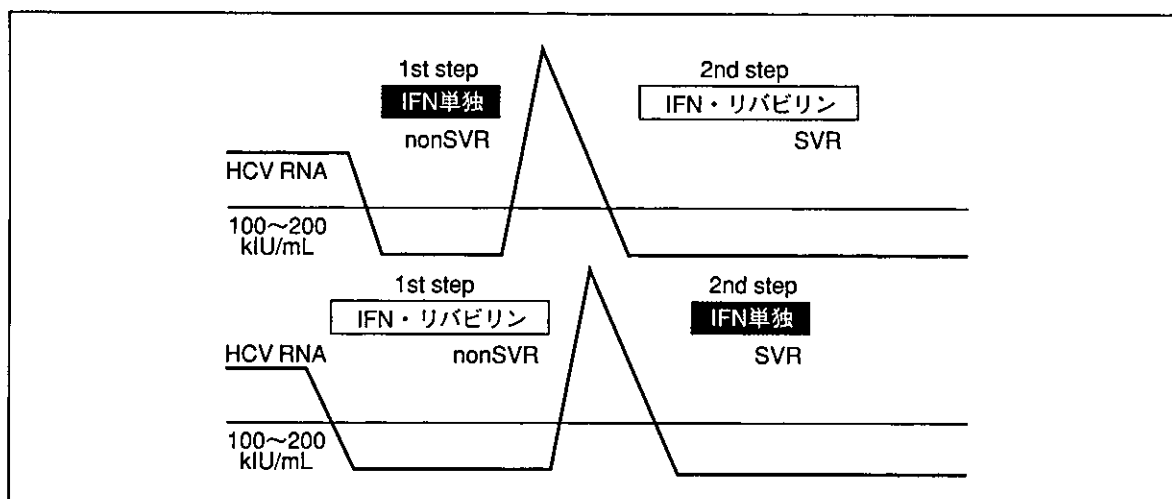 1st step
IFN単独
nonSVR
2nd step
IFN・リバビリン
SVR
HCV RNA
100〜200
kIU/mL
1st step
IFN・リバビリン
nonSVR
2nd step
IFN単独
SVR
HCV RNA
100〜200
kIU/mL